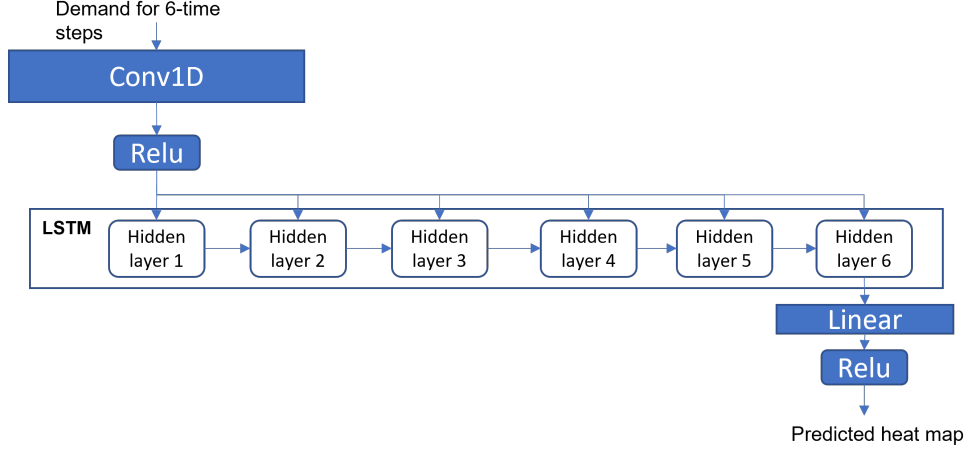 Demand for 6-time
steps
Conv1D
Relu
LSTM
Hidden
layer 1
Hidden
layer 2
Hidden
layer 3
Hidden
layer 4
Hidden
layer 5
Hidden
layer 6
Linear
Relu
Predicted heat map